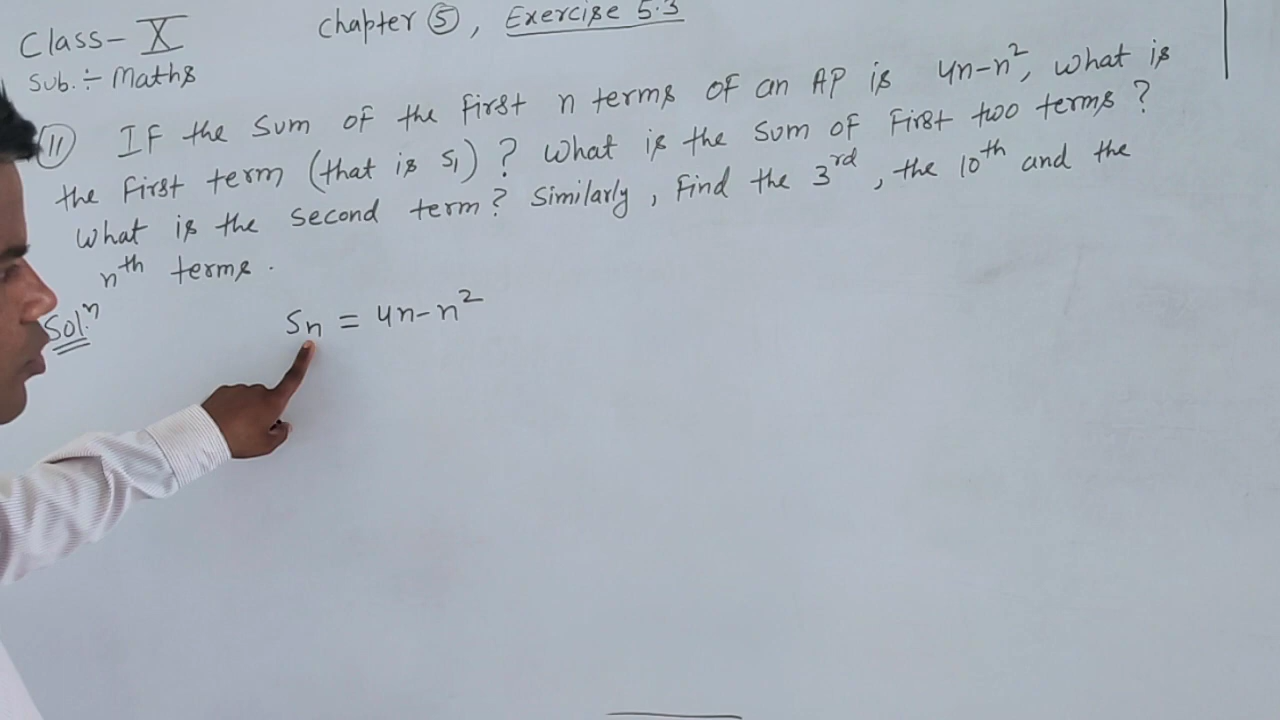 Class - X
Chapter ⑤, Exercise 5.3
Sub. ÷ Maths
⑪ If the sum of the first n terms of an AP is 4n-n², what is
the first term (that is S₁)? What is the sum of first two terms?
What is the second term? Similarly, find the 3rd, the 10th and the
nth terms.
Solⁿ
Sn = 4n-n²